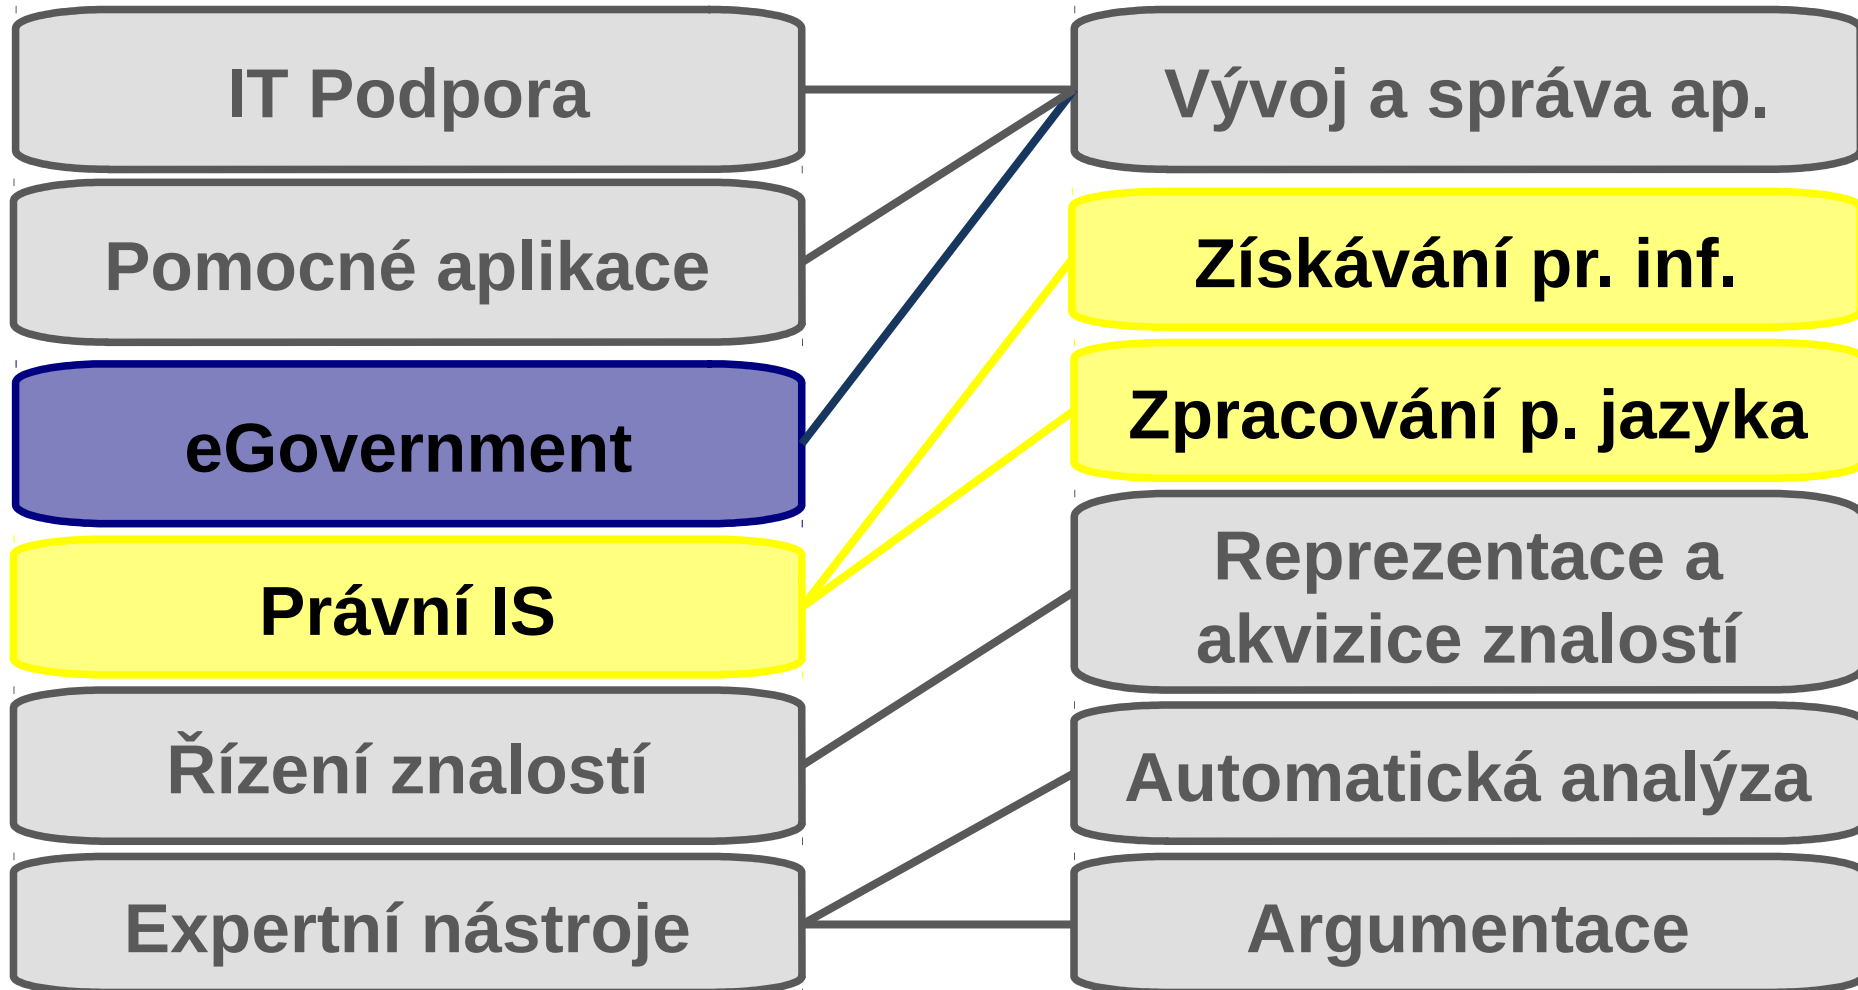 IT Podpora
Pomocné aplikace
eGovernment
Právní IS
Řízení znalostí
Expertní nástroje
Vývoj a správa ap.
Získávání pr. inf.
Zpracování p. jazyka
Reprezentace a
akvizice znalostí
Automatická analýza
Argumentace